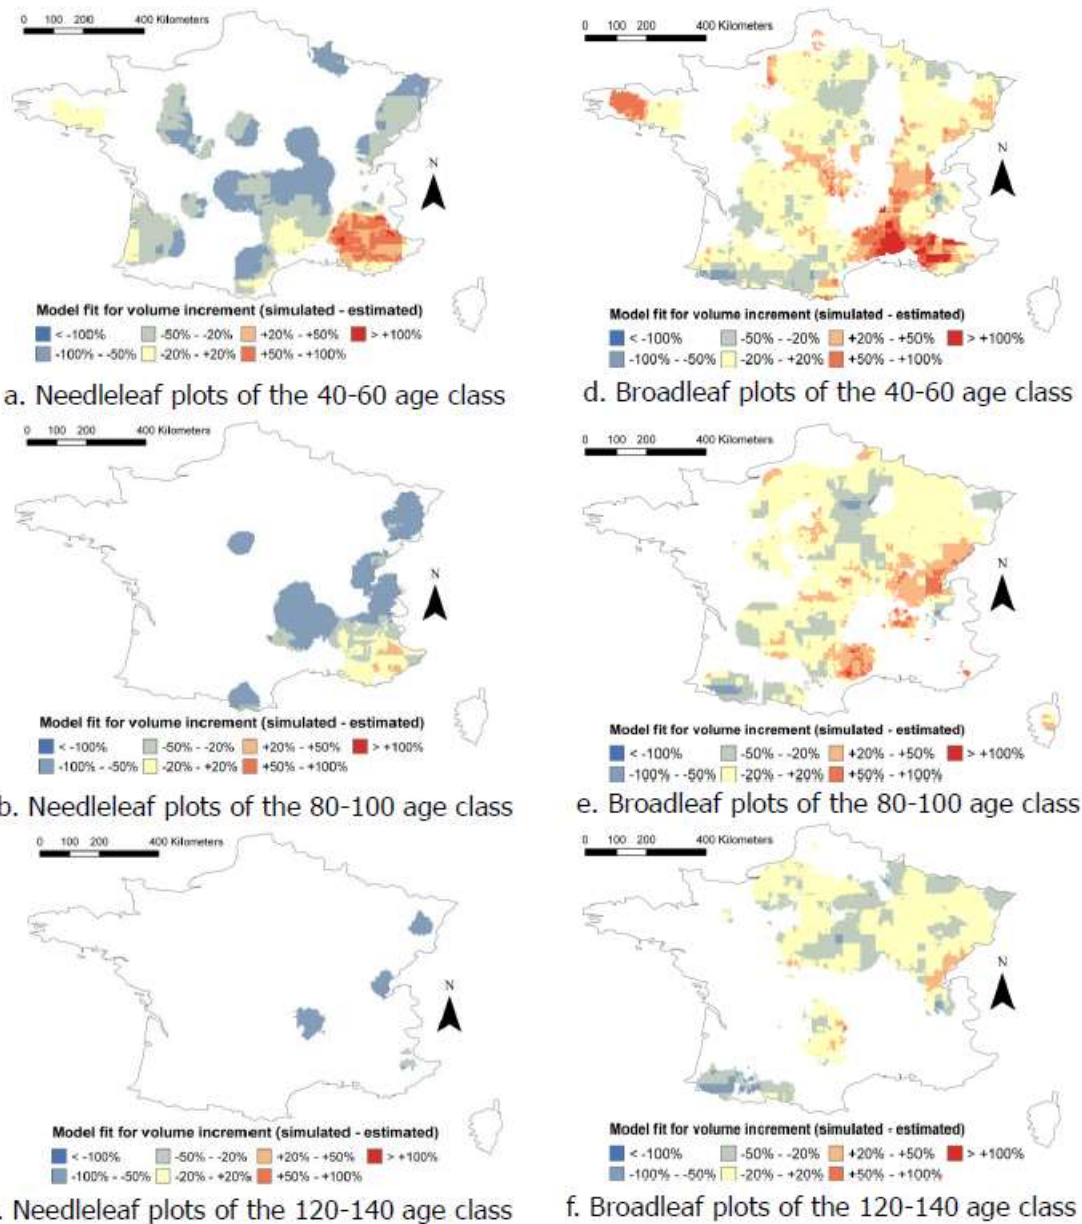 0 100 200 400 Kilometers
N
Model fit for volume increment (simulated - estimated)
< -100% -50% - -20% +20% - +50% > +100%
-100% - -50% -20% - +20% +50% - +100%
a. Needleleaf plots of the 40-60 age class
0 100 200 400 Kilometers
N
Model fit for volume increment (simulated - estimated)
< -100% -50% - -20% +20% - +50% > +100%
-100% - -50% -20% - +20% +50% - +100%
d. Broadleaf plots of the 40-60 age class
0 100 200 400 Kilometers
N
Model fit for volume increment (simulated - estimated)
< -100% -50% - -20% +20% - +50% > +100%
-100% - -50% -20% - +20% +50% - +100%
b. Needleleaf plots of the 80-100 age class
0 100 200 400 Kilometers
N
Model fit for volume increment (simulated - estimated)
< -100% -50% - -20% +20% - +50% > +100%
-100% - -50% -20% - +20% +50% - +100%
e. Broadleaf plots of the 80-100 age class
0 100 200 400 Kilometers
N
Model fit for volume increment (simulated - estimated)
< -100% -50% - -20% +20% - +50% > +100%
-100% - -50% -20% - +20% +50% - +100%
. Needleleaf plots of the 120-140 age class
0 100 200 400 Kilometers
N
Model fit for volume increment (simulated - estimated)
< -100% -50% - -20% +20% - +50% > +100%
-100% - -50% -20% - +20% +50% - +100%
f. Broadleaf plots of the 120-140 age class